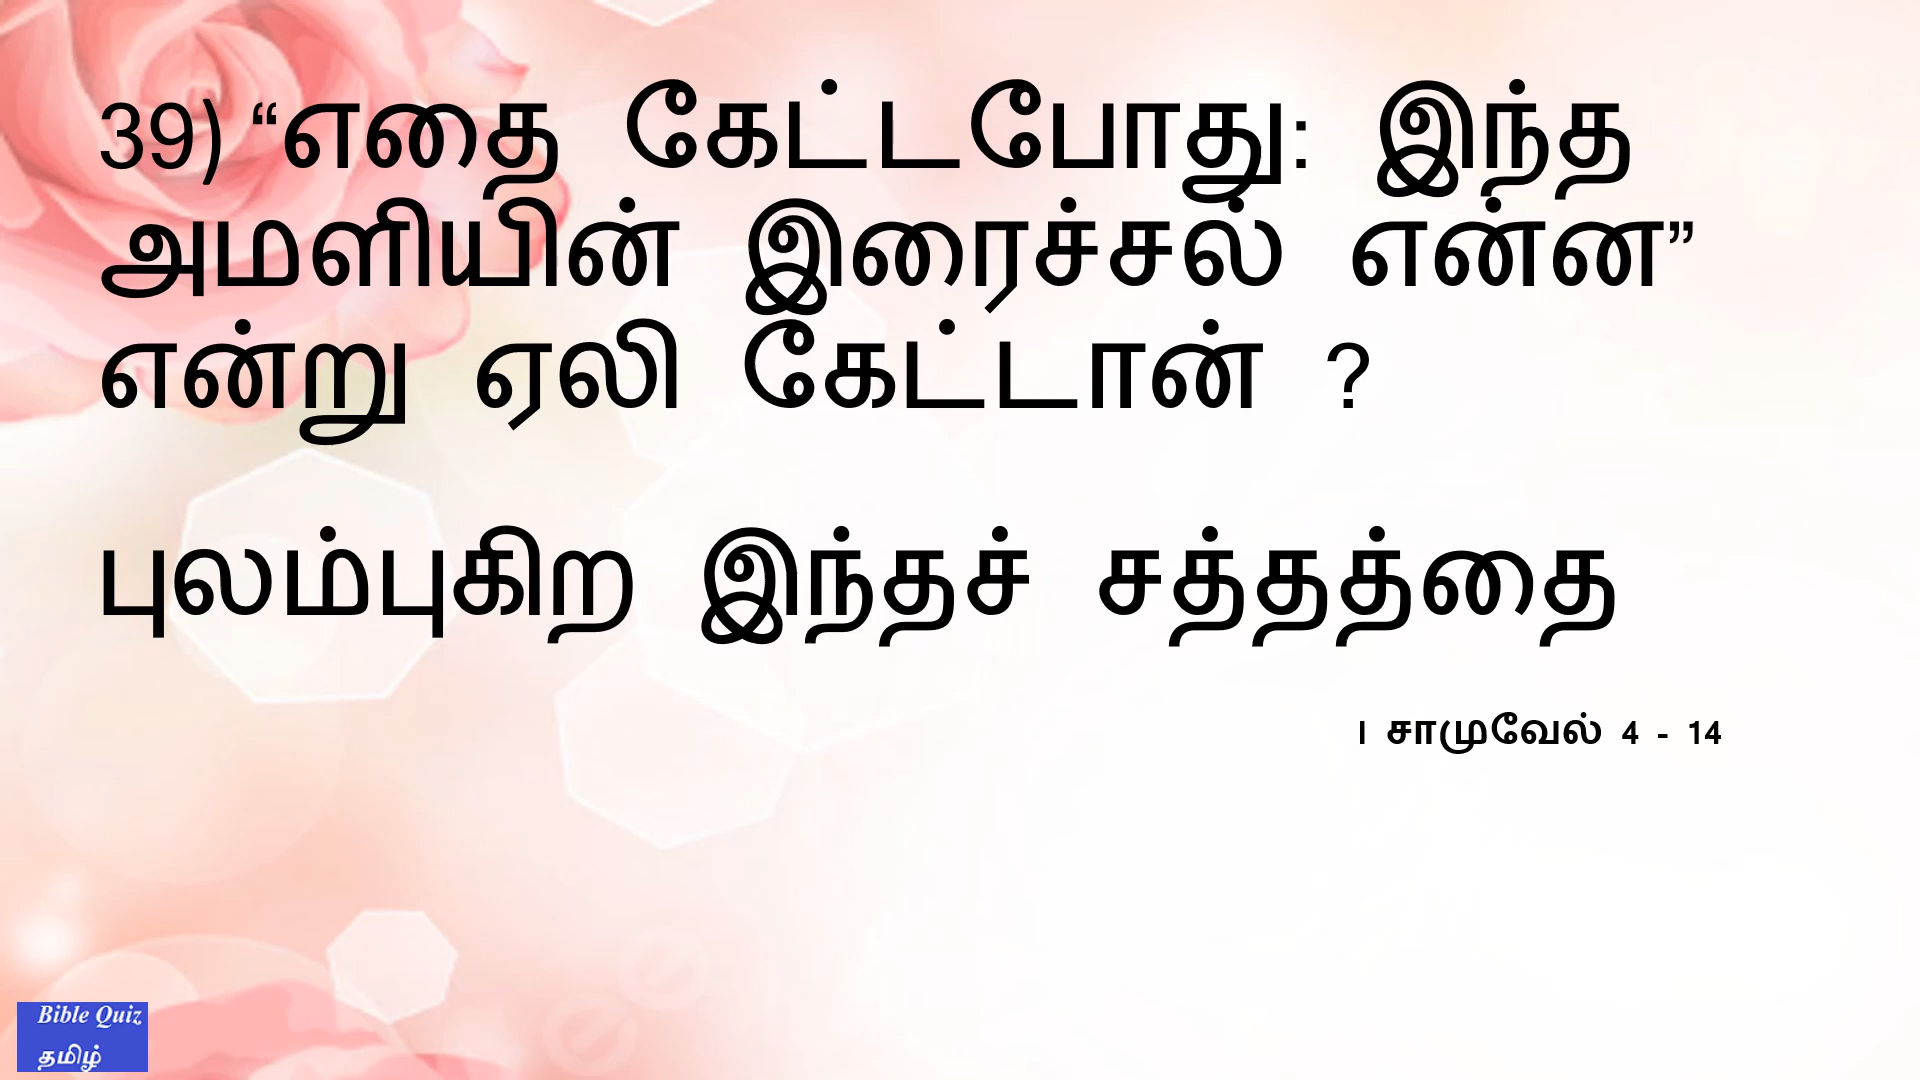 39) “எதை கேட்டபோது: இந்த
அமளியின் இரைச்சல் என்ன”
என்று ஏலி கேட்டான் ?
புலம்புகிற இந்தச் சத்தத்தை
I சாமுவேல் 4 - 14
Bible Quiz
தமிழ்